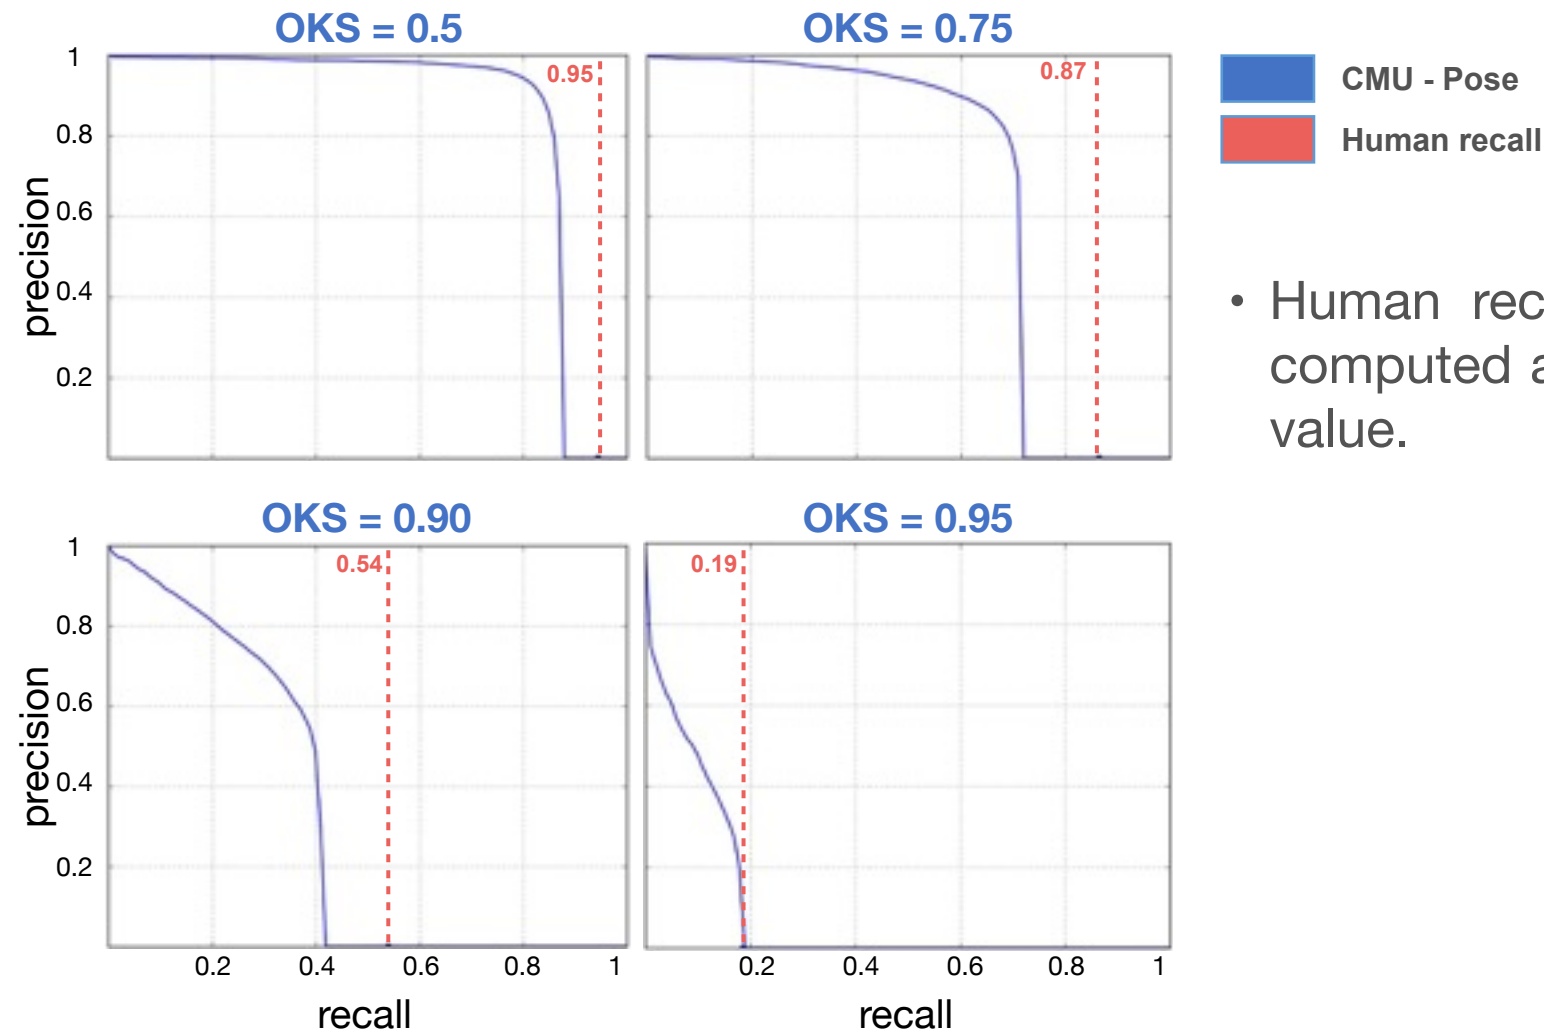 OKS = 0.5
OKS = 0.75
1
0.95
0.87
0.8
0.6
0.4
0.2
precision
CMU - Pose
Human recall
• Human
computed
value.
OKS = 0.90
OKS = 0.95
1
0.54
0.19
0.8
0.6
0.4
0.2
precision
0.2 0.4 0.6 0.8 1
0.2 0.4 0.6 0.8 1
recall
recall